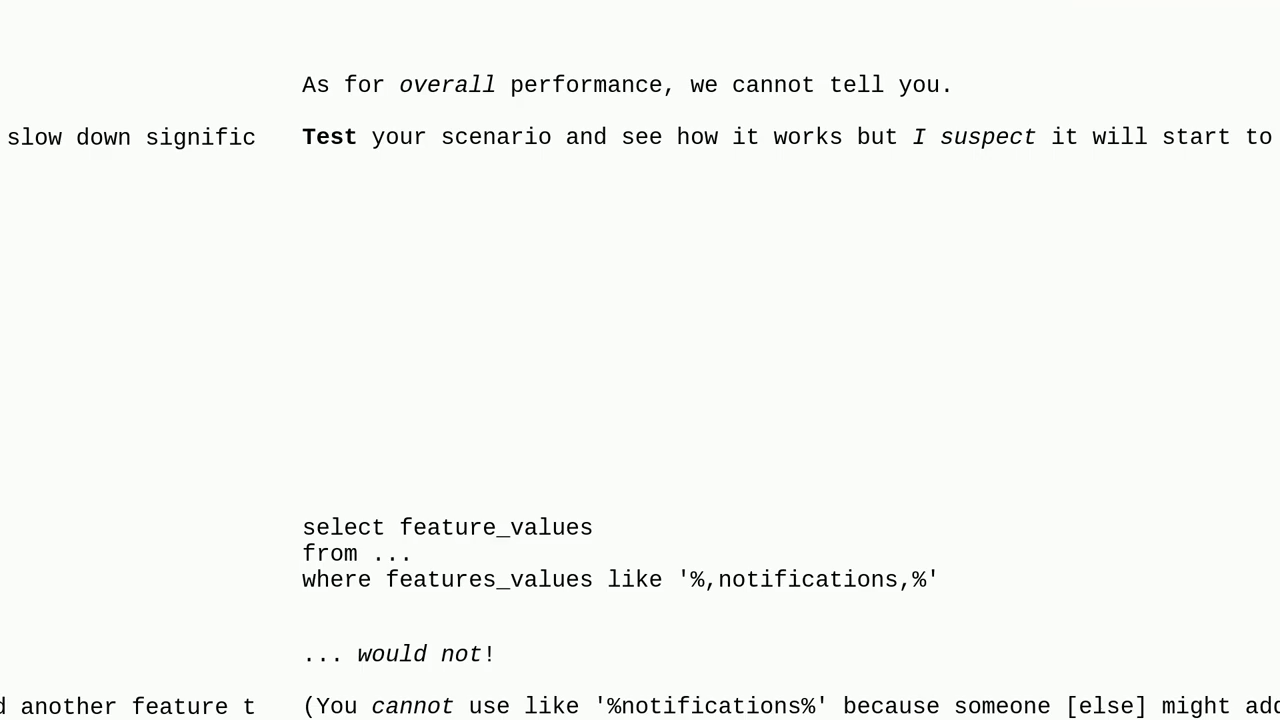 As for overall performance, we cannot tell you.
slow down signific
Test your scenario and see how it works but I suspect it will start to
select feature_values
from ...
where features_values like '%,notifications,%'
... would not!
d another feature t
(You cannot use like '%notifications%' because someone [else] might add